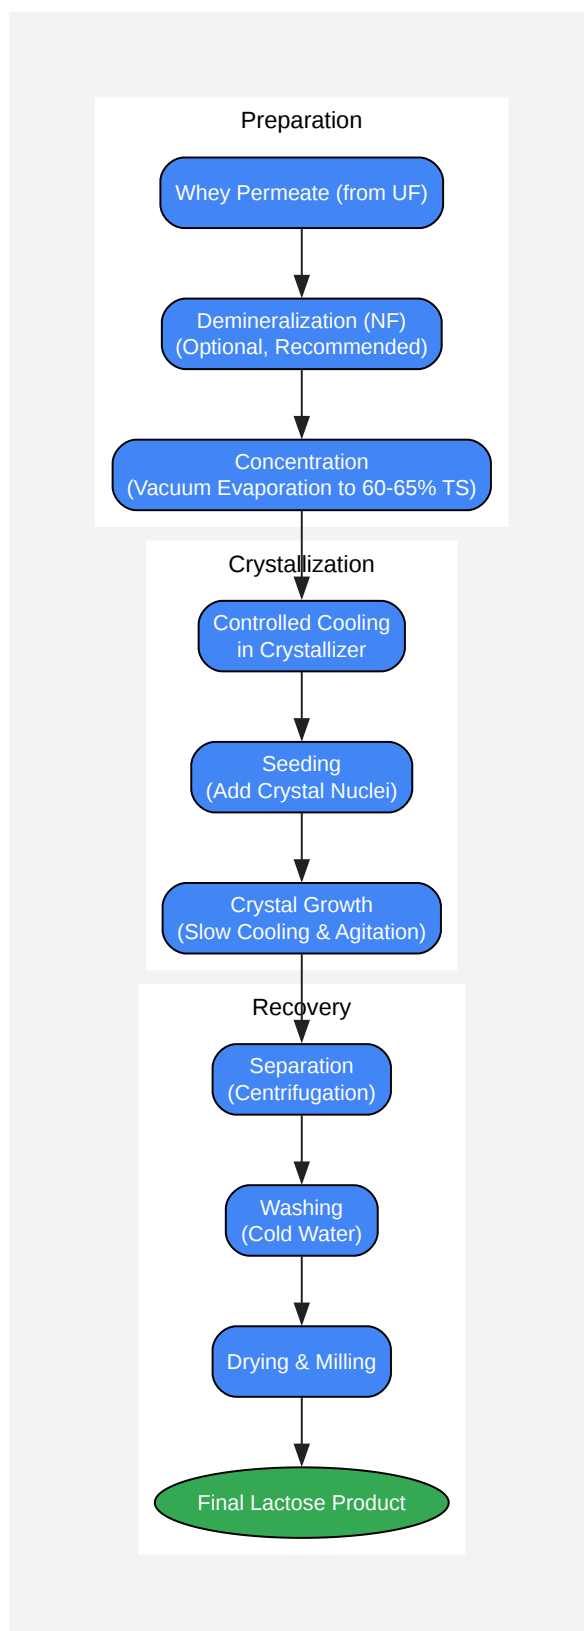 Preparation
Whey Permeate (from UF)
Demineralization (NF)
(Optional, Recommended)
Concentration
(Vacuum Evaporation to 60-65% TS)
Crystallization
Controlled Cooling
in Crystallizer
Seeding
(Add Crystal Nuclei)
Crystal Growth
(Slow Cooling & Agitation)
Recovery
Separation
(Centrifugation)
Washing
(Cold Water)
Drying & Milling
Final Lactose Product